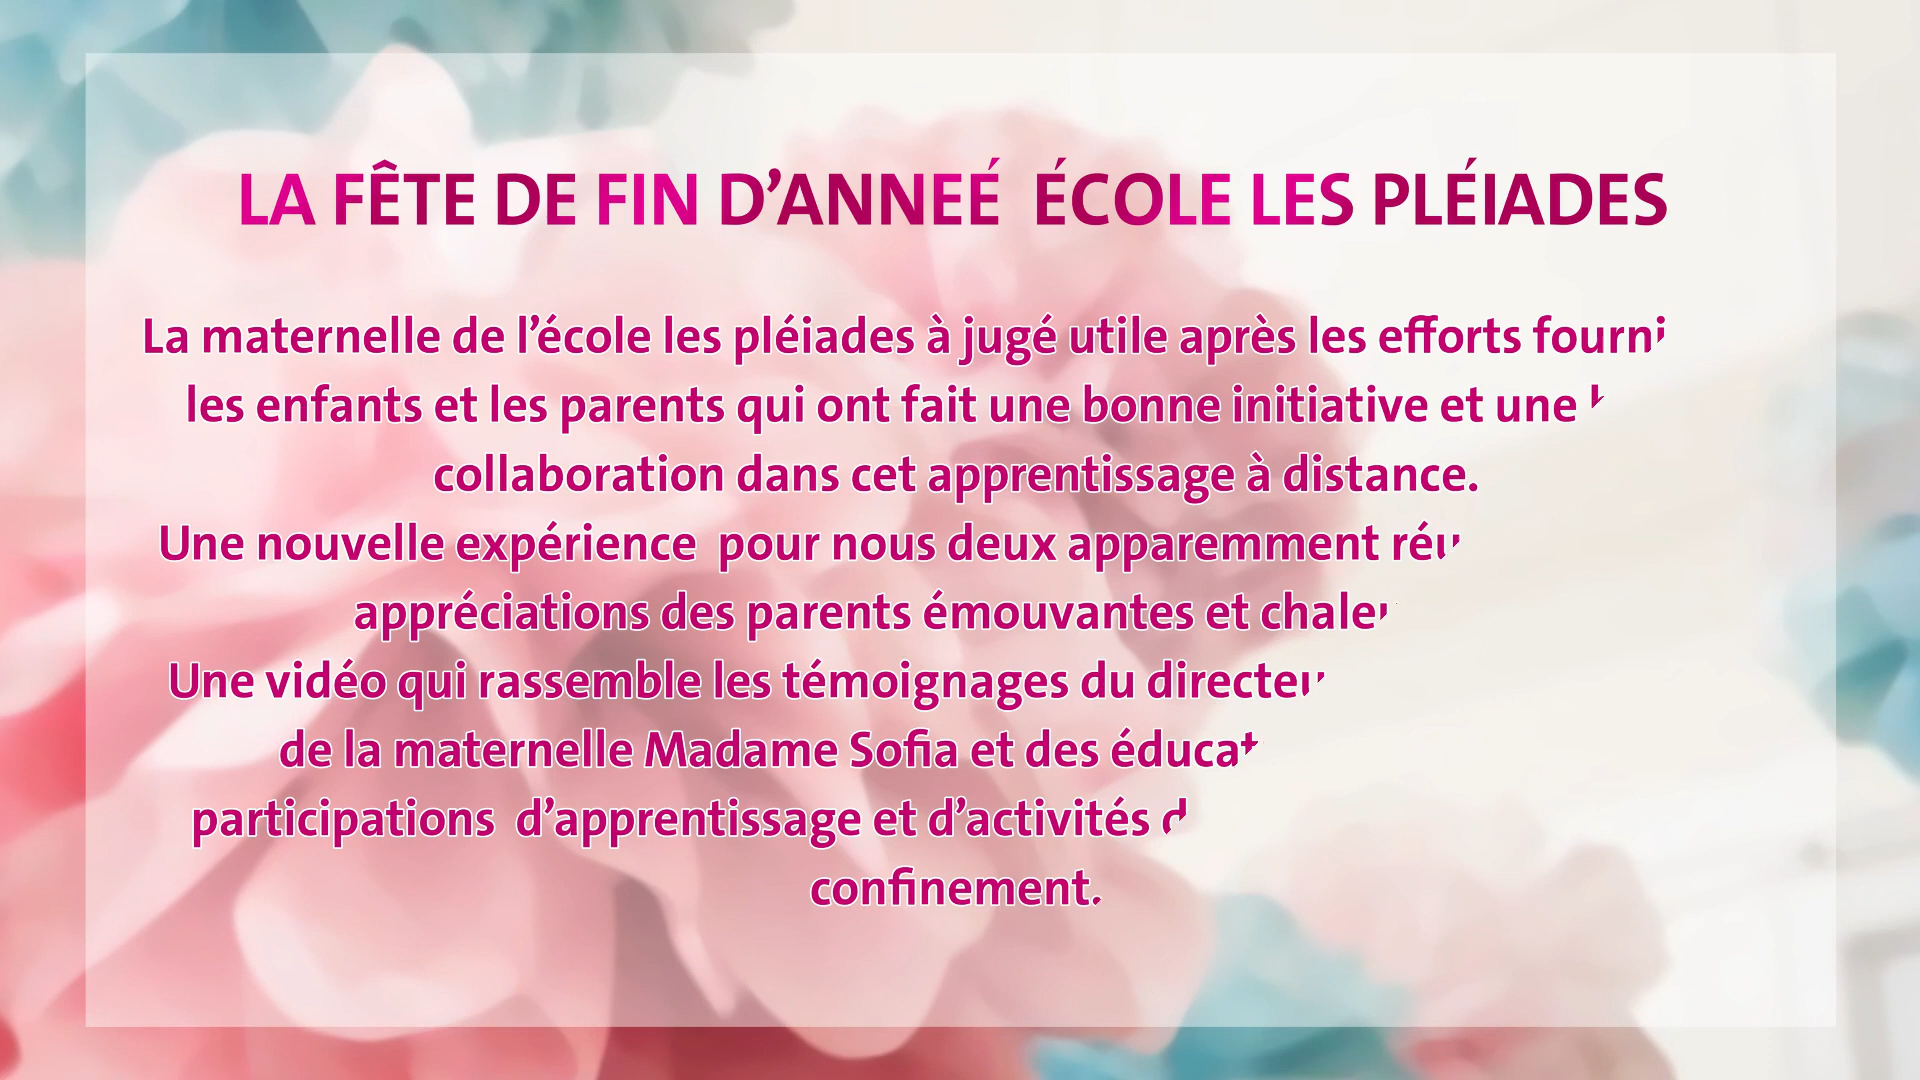 LA FÊTE DE FIN D’ANNEÉ ÉCOLE LES PLÉIADES
La maternelle de l’école les pléiades à jugé utile après les efforts
les enfants et les parents qui ont fait une bonne initiative et une
collaboration dans cet apprentissage à distance.
Une nouvelle expérience pour nous deux apparemment
appréciations des parents émouvantes et
Une vidéo qui rassemble les témoignages du
de la maternelle Madame Sofia et des
participations d’apprentissage et d’activités
confinement.